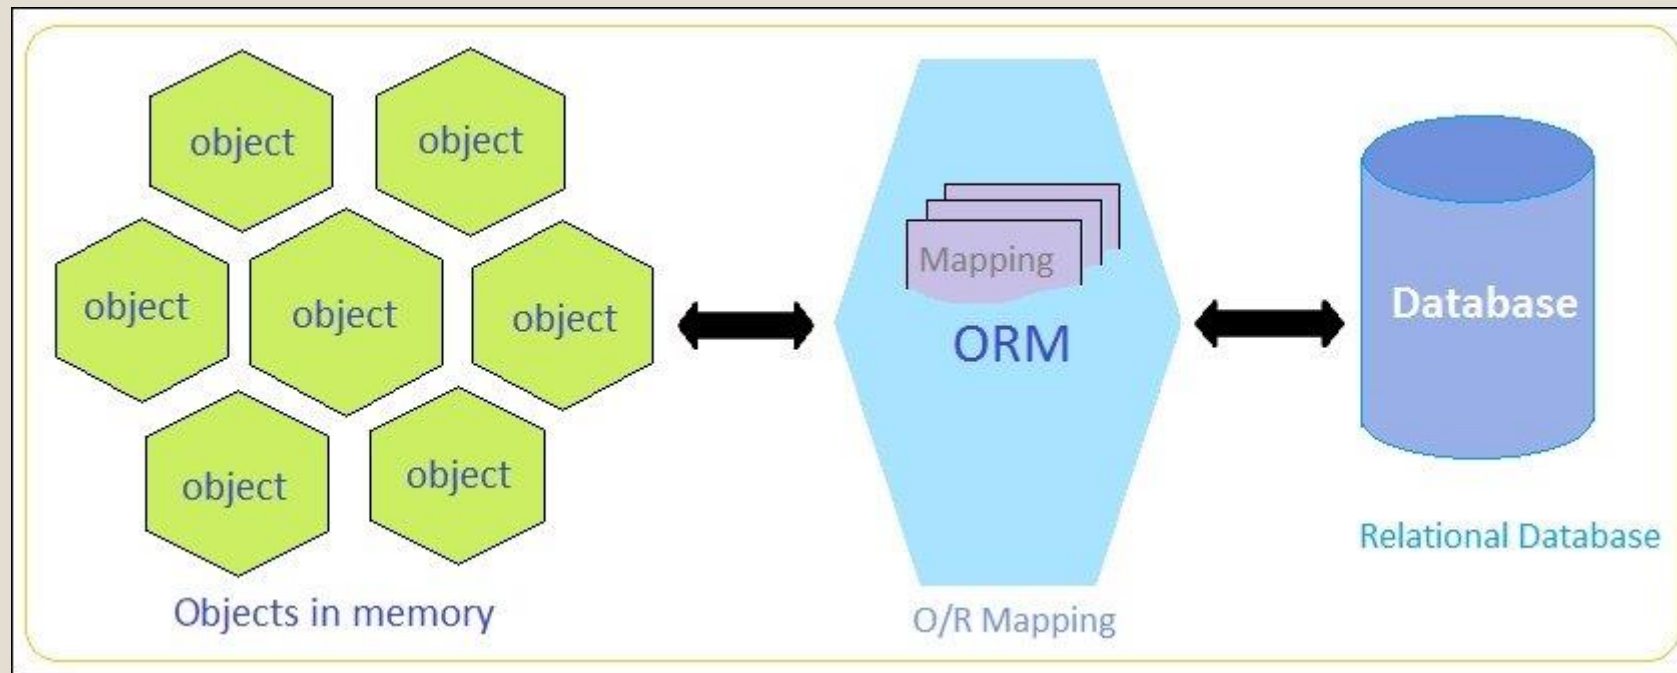 object
object
object
object
object
object
object
Objects in memory
Mapping
ORM
O/R Mapping
Database
Relational Database